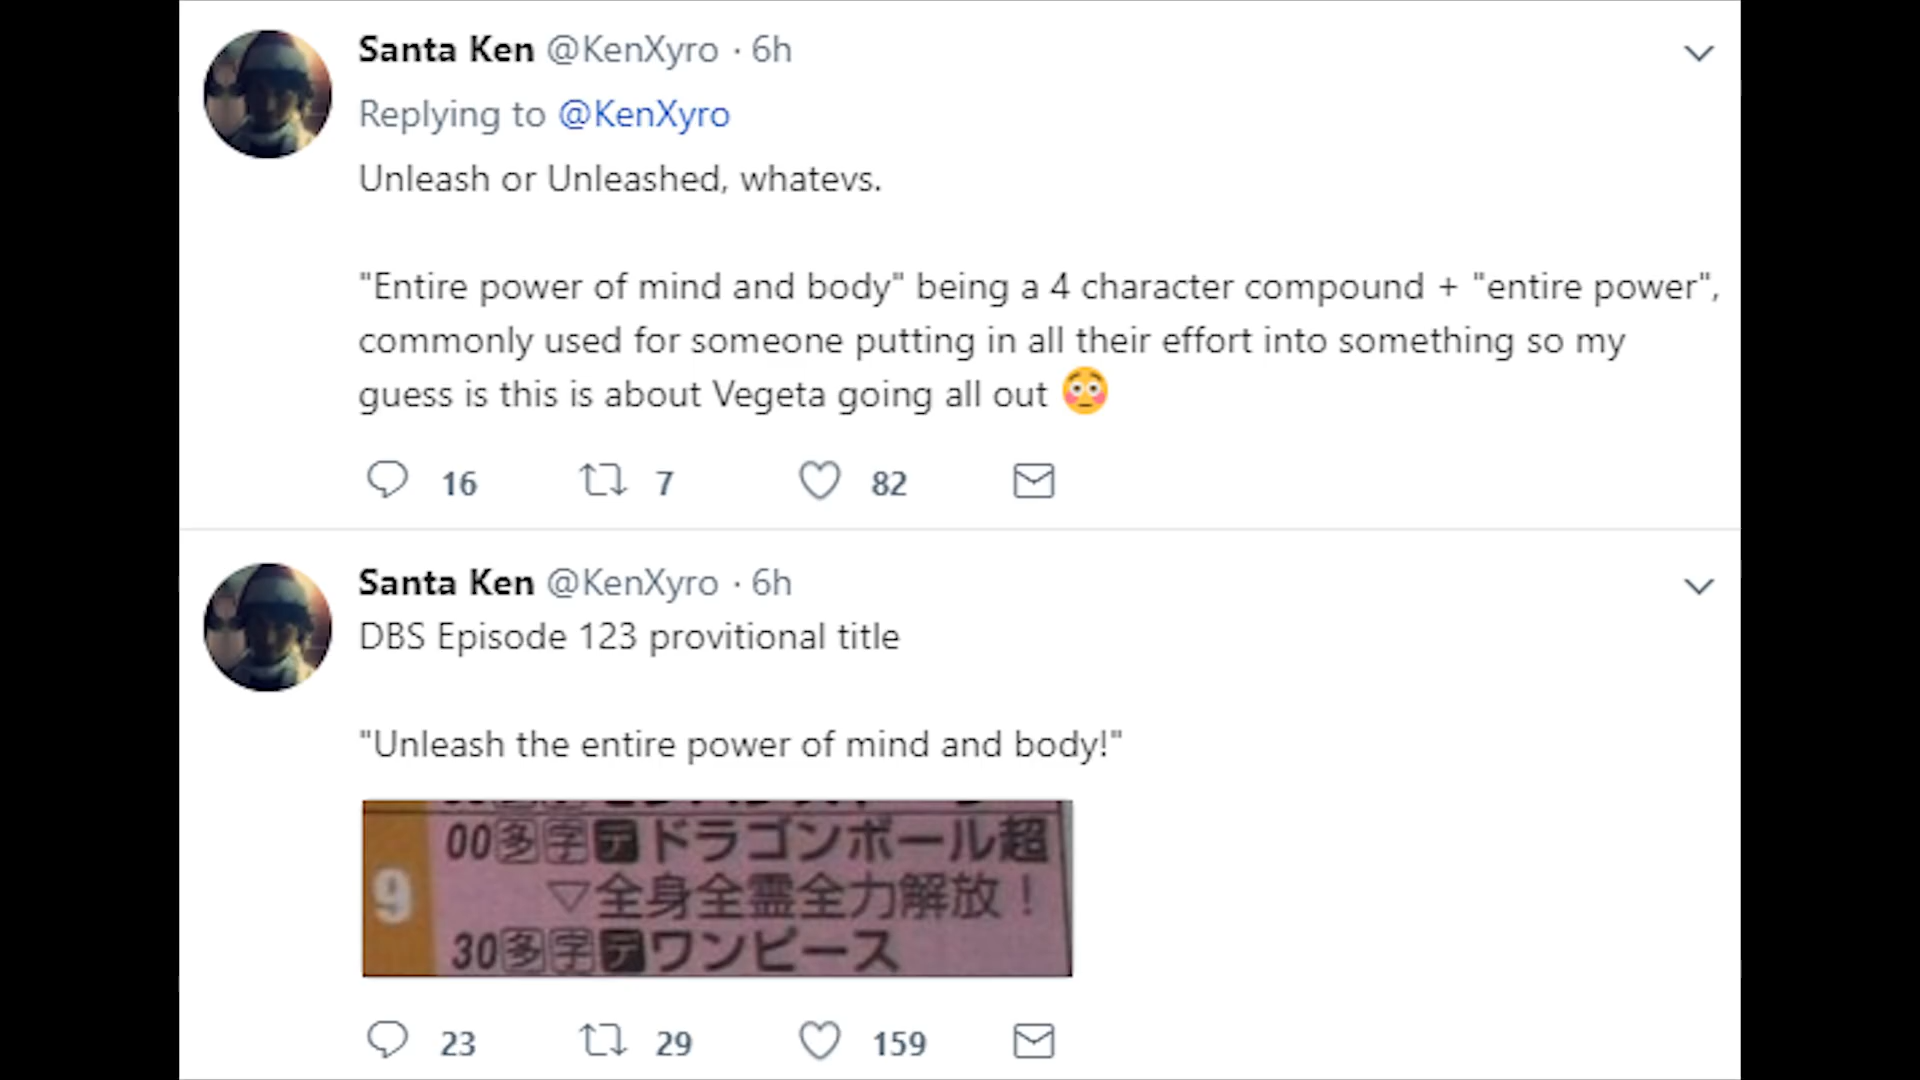 Santa Ken @KenXyro · 6h
Replying to @KenXyro
Unleash or Unleashed, whatevs.
"Entire power of mind and body" being a 4 character compound + "entire power",
commonly used for someone putting in all their effort into something so my
guess is this is about Vegeta going all out 😳
16 7 82
Santa Ken @KenXyro · 6h
DBS Episode 123 provitional title
"Unleash the entire power of mind and body!"
00多字デドラゴンボール超
9 ▽全身全霊全力解放！
30多字デワンピース
23 29 159